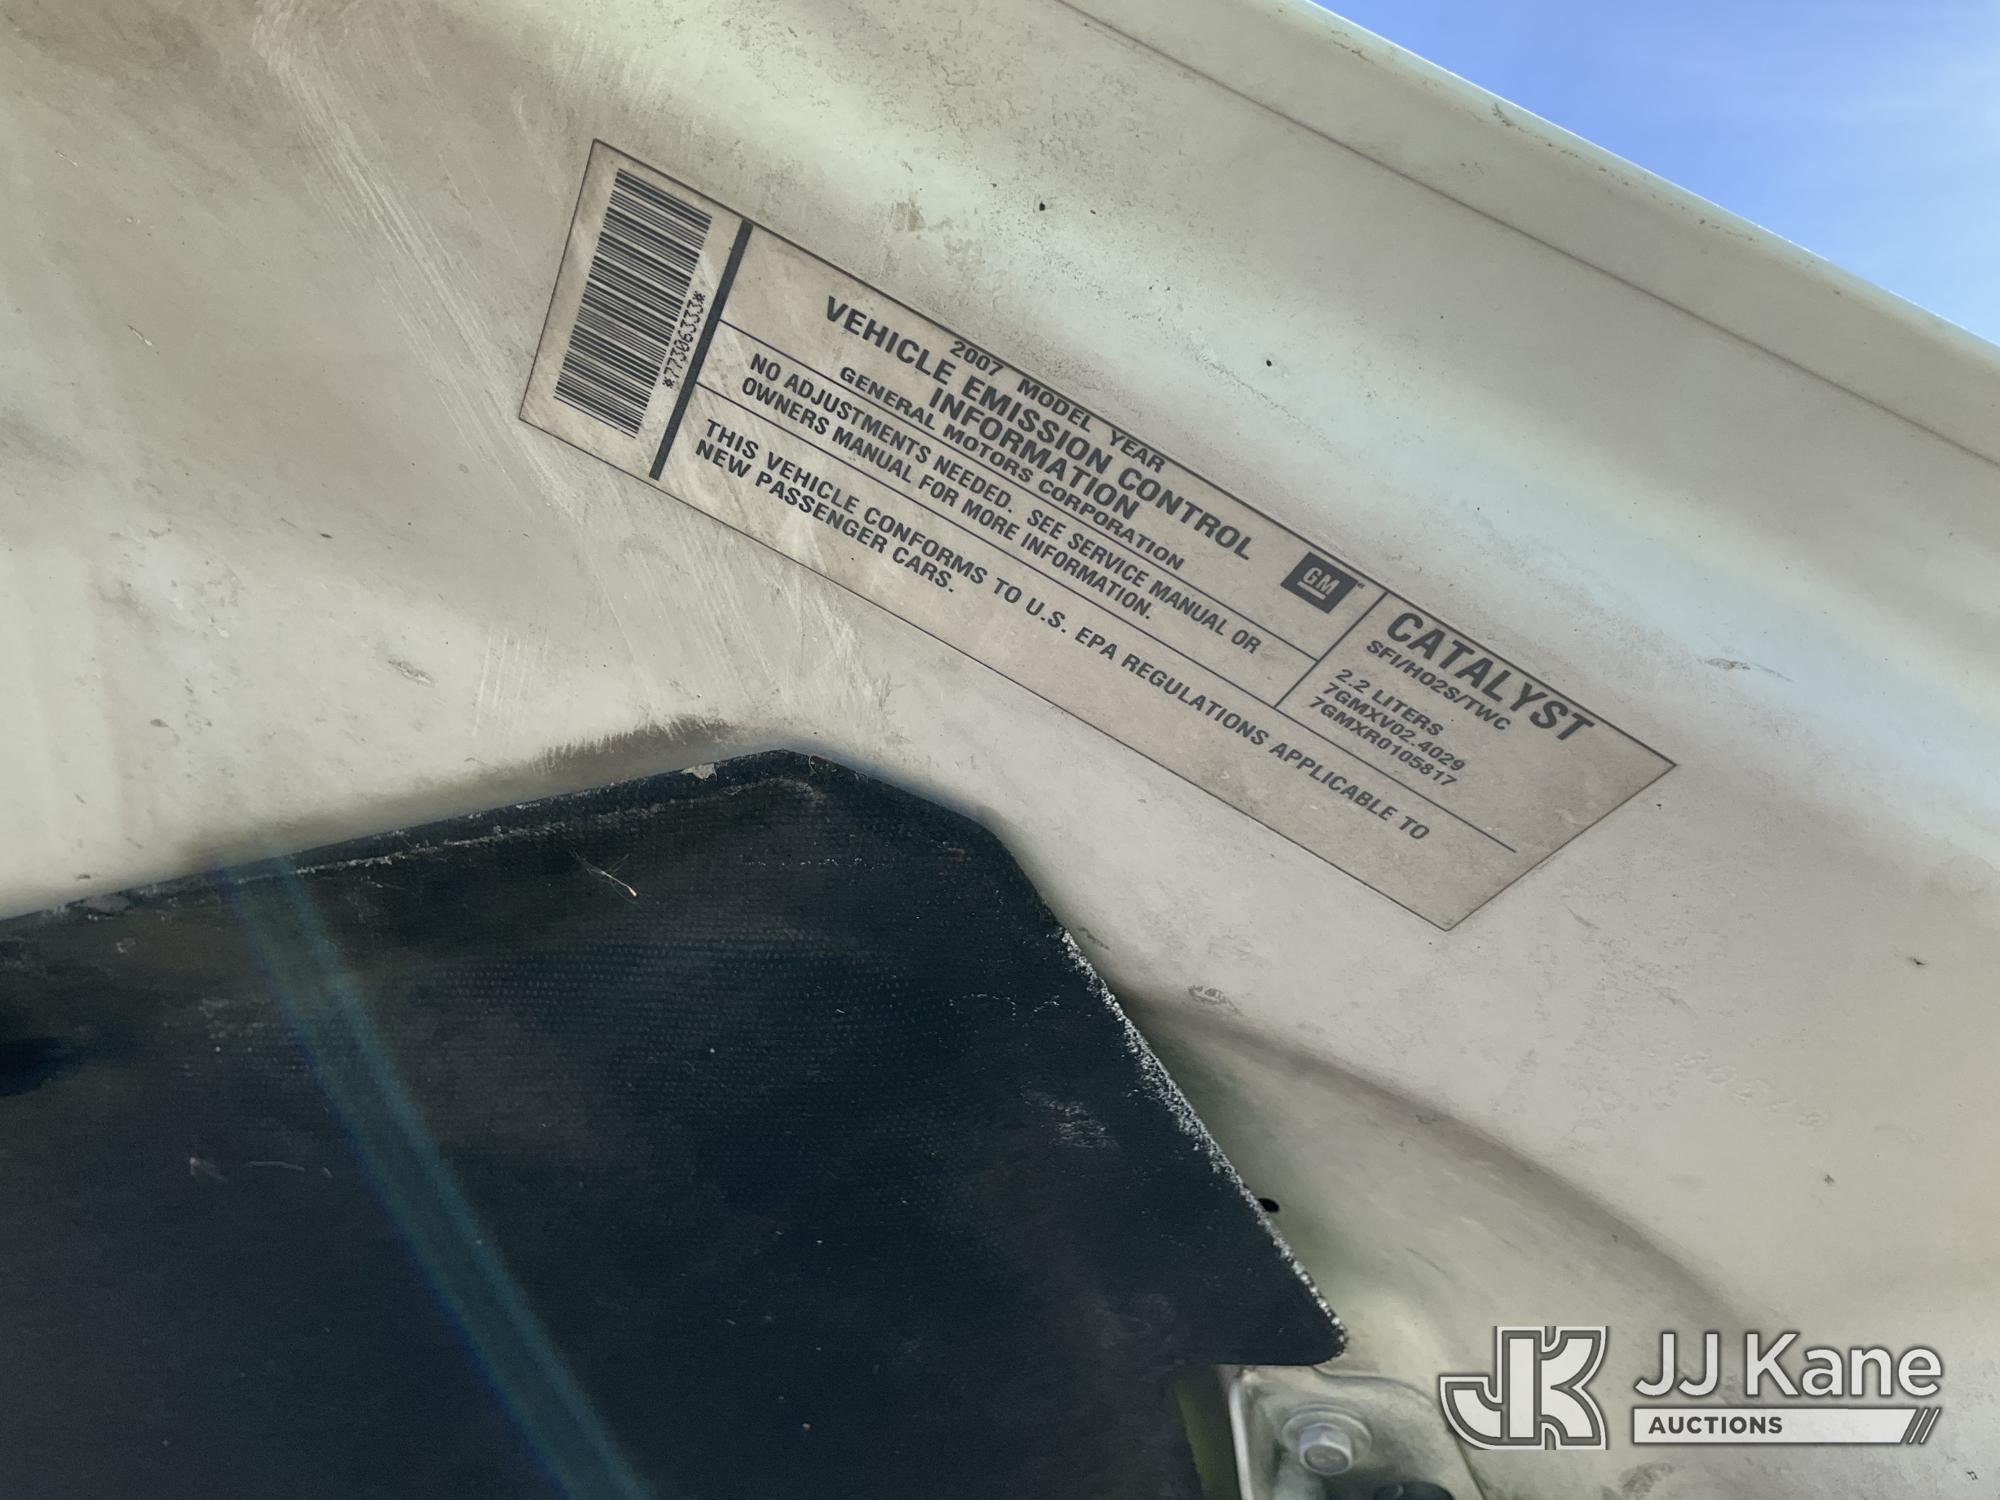 *77306333*
2007 MODEL YEAR
VEHICLE EMISSION CONTROL
INFORMATION
GENERAL MOTORS CORPORATION
GM
NO ADJUSTMENTS NEEDED. SEE SERVICE MANUAL OR
OWNERS MANUAL FOR MORE INFORMATION.
CATALYST
SFI/HO2S/TWC
2.2 LITERS
7GMXV02.4029
7GMXR0105817
THIS VEHICLE CONFORMS TO U.S. EPA REGULATIONS APPLICABLE TO
NEW PASSENGER CARS.
JK
JJ Kane
AUCTIONS